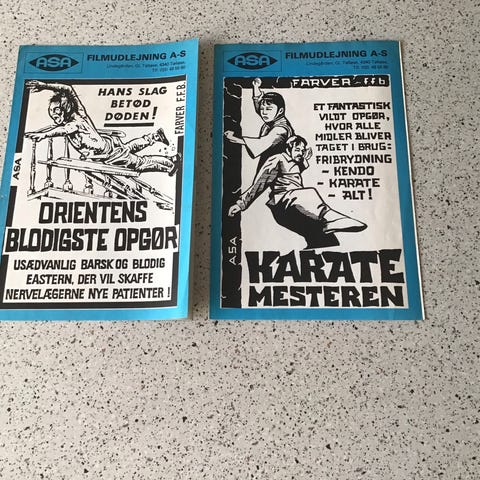 ASA
FILMUDLEJNING A-S
HANS SLAG
BETØD
DØDEN!
FARVER F.F.B.
ASA
ORIENTENS
BLODIGSTE OPGØR
USÆDVANLIG BARSK OG BLODIG
EASTERN, DER VIL SKAFFE
NERVELÆGERNE NYE PATIENTER!
ASA
FILMUDLEJNING A-S
FARVER-ffb
ET FANTASTISK
VILDT OPGØR,
HVOR ALLE
MIDLER BLIVER
TAGET I BRUG:
FRIBRYDNING
- KENDO
- KARATE
- ALT!
ASA
KARATE
MESTEREN